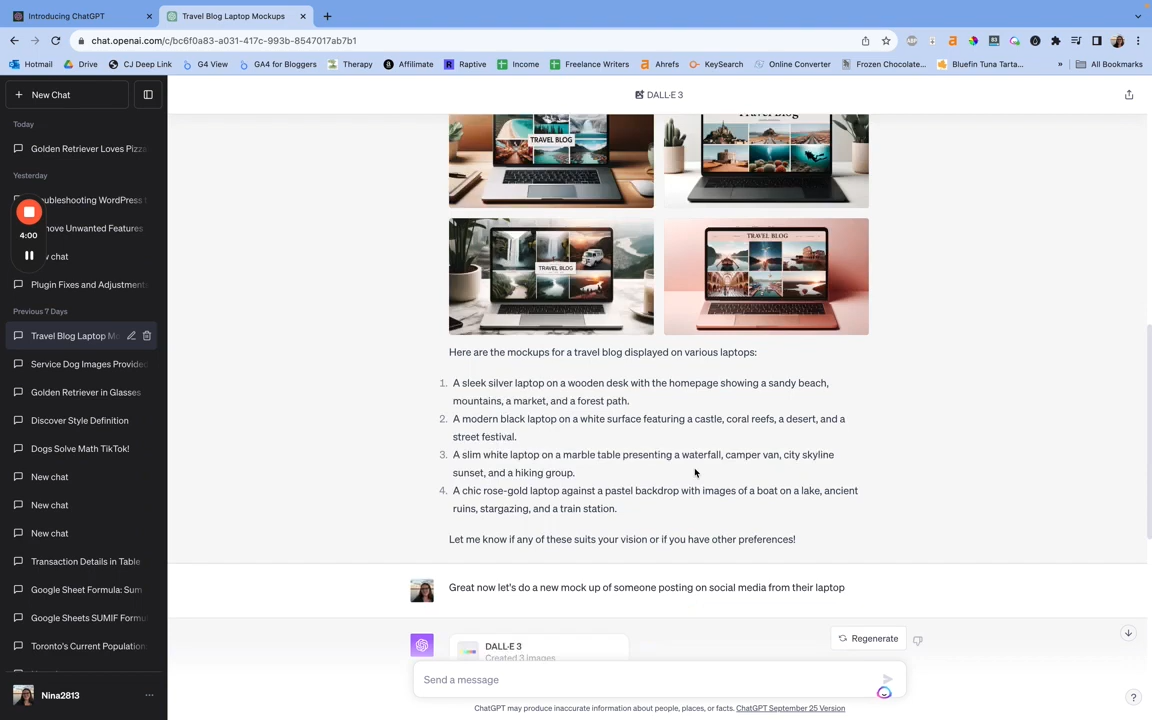 Introducing ChatGPT
Travel Blog Laptop Mockups
chat.openai.com/c/bc6f0a83-a031-417c-993b-8547017ab7b1
Hotmail Drive CJ Deep Link G4 View GA4 for Bloggers Therapy Affilimate Raptive Income Freelance Writers Ahrefs KeySearch Online Converter Frozen Chocolate... Bluefin Tuna Tarta... » All Bookmarks
New Chat
Today
Golden Retriever Loves Pizza
Yesterday
ubleshooting WordPress
move Unwanted Features
w chat
Plugin Fixes and Adjustment
4:00
Previous 7 Days
Travel Blog Laptop Mo
Service Dog Images Provided
Golden Retriever in Glasses
Discover Style Definition
Dogs Solve Math TikTok!
New chat
New chat
New chat
Transaction Details in Table
Google Sheet Formula: Sum
Google Sheets SUMIF Formu
Toronto's Current Population
Nina2813
DALL·E 3
TRAVEL BLOG
TRAVEL BLOG
TRAVEL BLOG
Here are the mockups for a travel blog displayed on various laptops:
1. A sleek silver laptop on a wooden desk with the homepage showing a sandy beach,
mountains, a market, and a forest path.
2. A modern black laptop on a white surface featuring a castle, coral reefs, a desert, and a
street festival.
3. A slim white laptop on a marble table presenting a waterfall, camper van, city skyline
sunset, and a hiking group.
4. A chic rose-gold laptop against a pastel backdrop with images of a boat on a lake, ancient
ruins, stargazing, and a train station.
Let me know if any of these suits your vision or if you have other preferences!
Great now let's do a new mock up of someone posting on social media from their laptop
DALL·E 3
Created 3 images
Regenerate
Send a message
ChatGPT may produce inaccurate information about people, places, or facts. ChatGPT September 25 Version
?